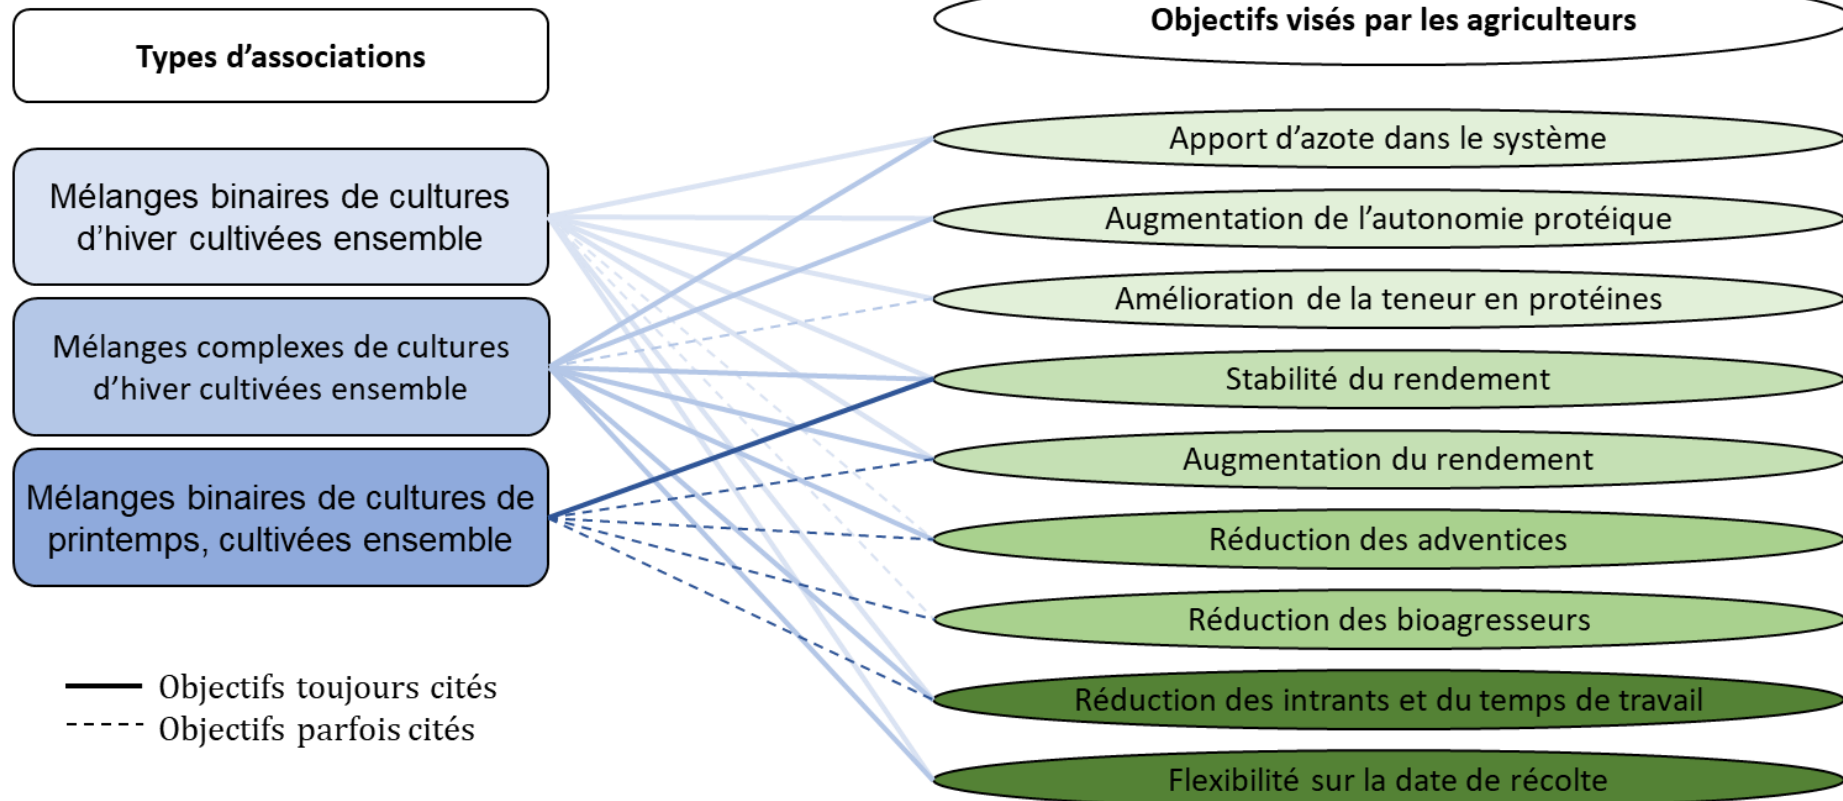 Types d'associations
Mélanges binaires de cultures
d'hiver cultivées ensemble
Mélanges complexes de cultures
d'hiver cultivées ensemble
Mélanges binaires de cultures de
printemps, cultivées ensemble
Objectifs toujours cités
Objectifs parfois cités
Objectifs visés par les agriculteurs
Apport d'azote dans le système
Augmentation de l'autonomie protéique
Amélioration de la teneur en protéines
Stabilité du rendement
Augmentation du rendement
Réduction des adventices
Réduction des bioagresseurs
Réduction des intrants et du temps de travail
Flexibilité sur la date de récolte